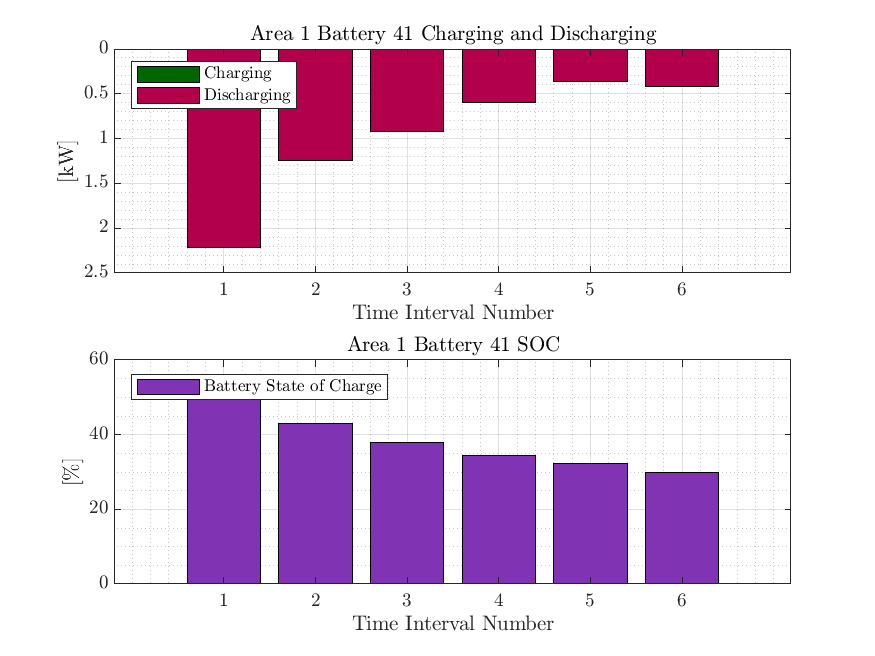 Area 1 Battery 41 Charging and Discharging
0
0.5
1
1.5
2
2.5
[kW]
Charging
Discharging
1 2 3 4 5 6
Time Interval Number
Area 1 Battery 41 SOC
60
40
20
0
[%]
Battery State of Charge
1 2 3 4 5 6
Time Interval Number